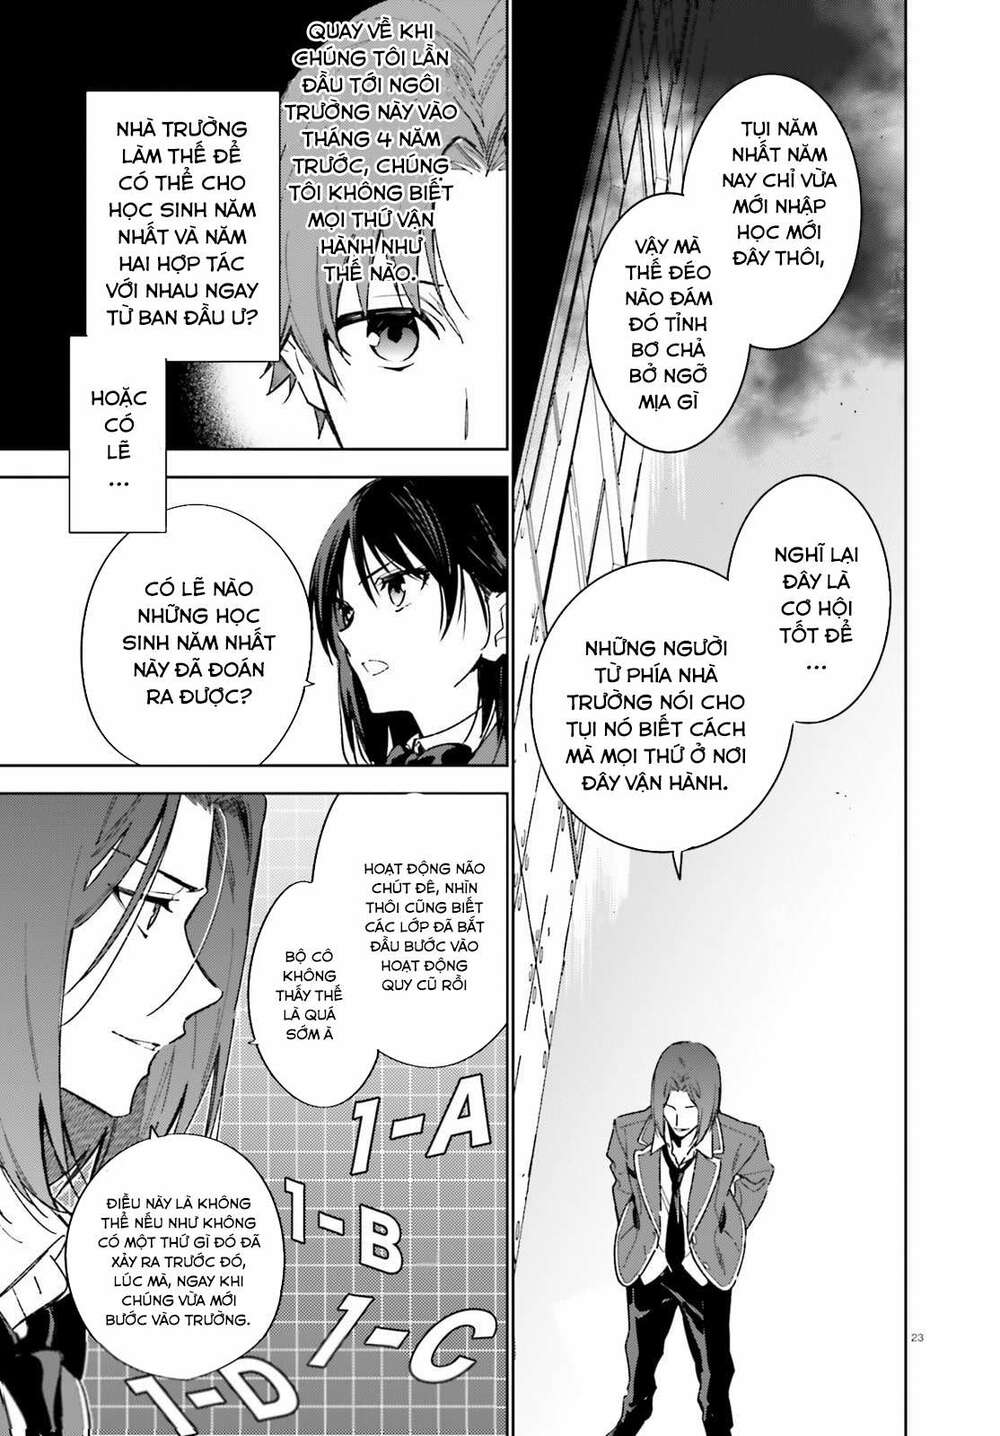 TỤI NĂM
NHẤT NĂM
NAY CHỈ VỪA
MỚI NHẬP
HỌC MỚI
ĐÂY THÔI,
VẬY MÀ
THẾ ĐÉO
NÀO ĐÁM
ĐÓ TỈNH
BƠ CHẢ
BỞ NGỠ
MỊA GÌ
NGHĨ LẠI
ĐÂY LÀ
CƠ HỘI
TỐT ĐỂ
...
NHỮNG NGƯỜI
TỪ PHÍA NHÀ
TRƯỜNG NÓI CHO
TỤI NÓ BIẾT CÁCH
MÀ MỌI THỨ Ở NƠI
ĐÂY VẬN HÀNH.
QUAY VỀ KHI
CHÚNG TÔI LẦN
ĐẦU TỚI NGÔI
TRƯỜNG NÀY VÀO
THÁNG 4 NĂM
TRƯỚC, CHÚNG
TÔI KHÔNG BIẾT
MỌI THỨ VẬN
HÀNH NHƯ
THẾ NÀO.
NHÀ TRƯỜNG
LÀM THẾ ĐỂ
CÓ THỂ CHO
HỌC SINH NĂM
NHẤT VÀ NĂM
HAI HỢP TÁC
VỚI NHAU NGAY
TỪ BAN ĐẦU Ư?
HOẶC
CÓ
LẼ
...
CÓ LẼ NÀO
NHỮNG HỌC
SINH NĂM NHẤT
NÀY ĐÃ ĐOÁN
RA ĐƯỢC?
HOẠT ĐỘNG NÃO
CHÚT ĐÊ, NHÌN
THÔI CŨNG BIẾT
CÁC LỚP ĐÃ BẮT
ĐẦU BƯỚC VÀO
HOẠT ĐỘNG
QUY CŨ RỒI
BỘ CÔ
KHÔNG
THẤY THẾ
LÀ QUÁ
SỚM À
1-A
1-B
1-C
1-D
ĐIỀU NÀY LÀ KHÔNG
THỂ NẾU NHƯ KHÔNG
CÓ MỘT THỨ GÌ ĐÓ ĐÃ
XẢY RA TRƯỚC ĐÓ,
LÚC MÀ, NGAY KHI
CHÚNG VỪA MỚI
BƯỚC VÀO TRƯỜNG.
23